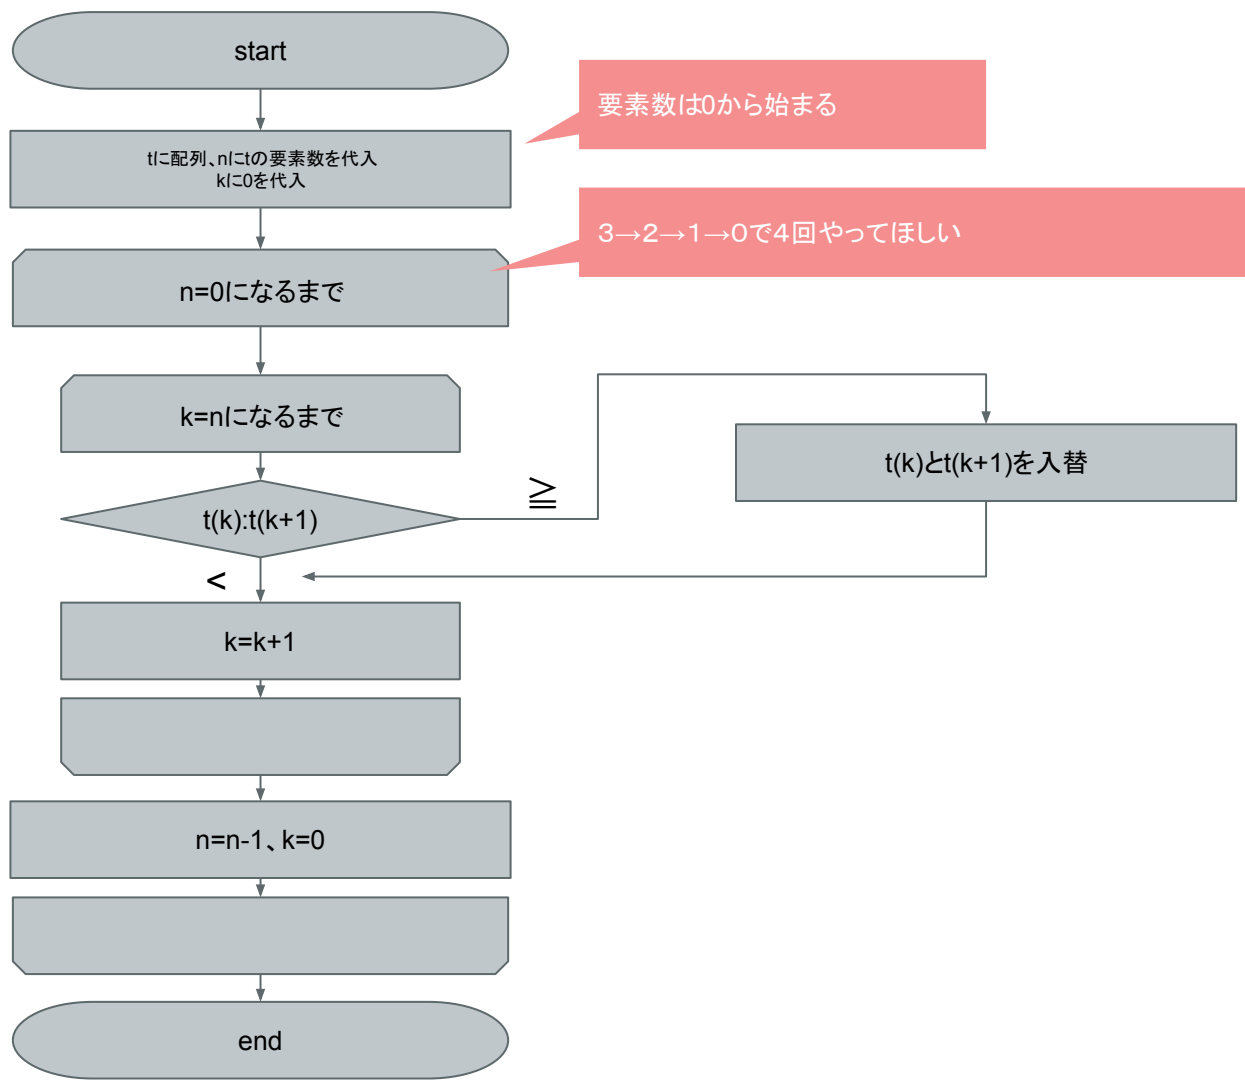 start
要素数は0から始まる
tに配列、nにtの要素数を代入
kに0を代入
3→2→1→0で4回やってほしい
n=0になるまで
k=nになるまで
t(k)とt(k+1)を入替
≧
t(k):t(k+1)
<
k=k+1
n=n-1、k=0
end